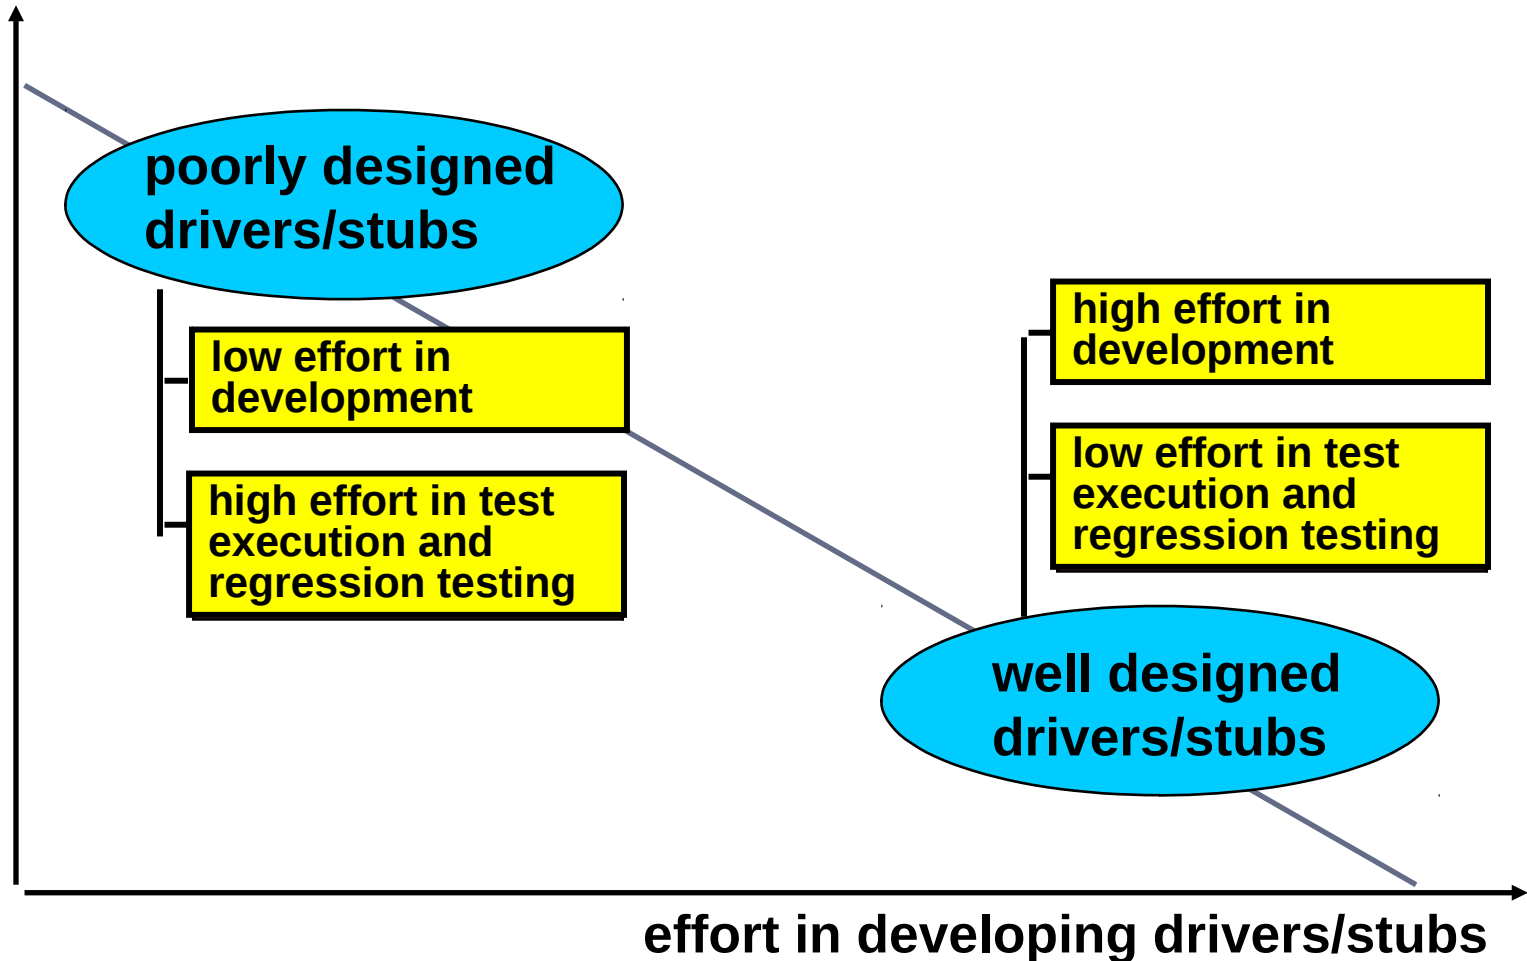 poorly designed
drivers/stubs
low effort in
development
high effort in test
execution and
regression testing
high effort in
development
low effort in test
execution and
regression testing
well designed
drivers/stubs
effort in developing drivers/stubs